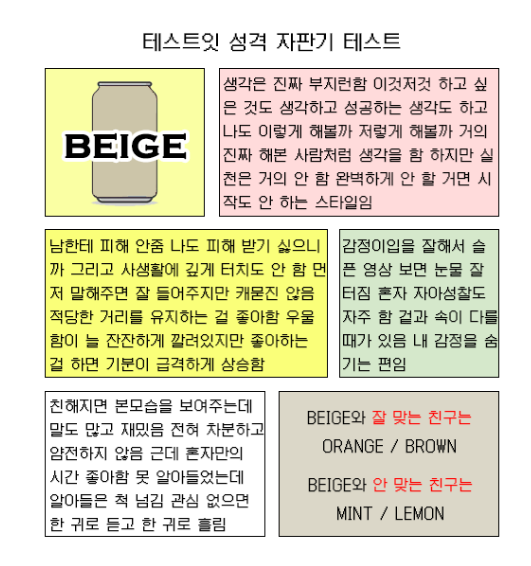 테스트잇 성격 자판기 테스트
BEIGE
생각은 진짜 부지런함 이것저것 하고 싶
은 것도 생각하고 성공하는 생각도 하고
나도 이렇게 해볼까 저렇게 해볼까 거의
진짜 해본 사람처럼 생각을 함 하지만 실
천은 거의 안 함 완벽하게 안 할 거면 시
작도 안 하는 스타일임
남한테 피해 안줌 나도 피해 받기 싫으니
까 그리고 사생활에 깊게 터치도 안 함 먼
저 말해주면 잘 들어주지만 캐묻진 않음
적당한 거리를 유지하는 걸 좋아함 우울
함이 늘 잔잔하게 깔려있지만 좋아하는
걸 하면 기분이 급격하게 상승함
감정이입을 잘해서 슬
픈 영상 보면 눈물 잘
터짐 혼자 자아성찰도
자주 함 겉과 속이 다를
때가 있음 내 감정을 숨
기는 편임
친해지면 본모습을 보여주는데
말도 많고 재밌음 전혀 차분하고
얌전하지 않음 근데 혼자만의
시간 좋아함 못 알아들었는데
알아들은 척 넘김 관심 없으면
한 귀로 듣고 한 귀로 흘림
BEIGE와 잘 맞는 친구는
ORANGE / BROWN
BEIGE와 안 맞는 친구는
MINT / LEMON